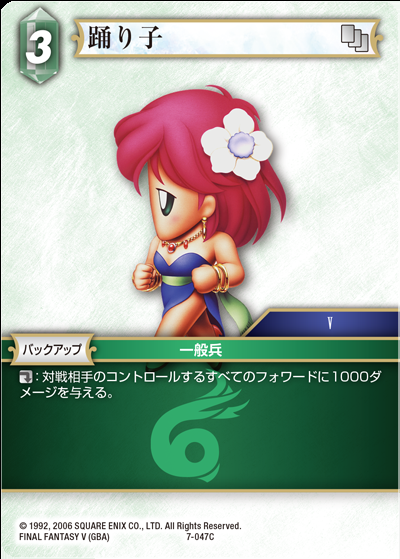 3
踊り子
V
バックアップ
一般兵
：対戦相手のコントロールするすべてのフォワードに1000ダ
メージを与える。
© 1992, 2006 SQUARE ENIX CO., LTD. All Rights Reserved.
FINAL FANTASY V (GBA) 7-047C